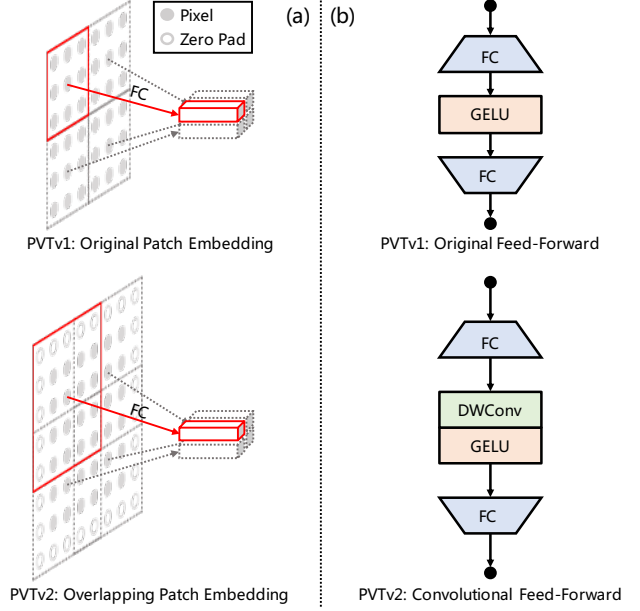 Pixel
Zero Pad
(a)
FC
PVTv1: Original Patch Embedding
FC
PVTv2: Overlapping Patch Embedding
(b)
FC
GELU
FC
PVTv1: Original Feed-Forward
FC
DWConv
GELU
FC
PVTv2: Convolutional Feed-Forward